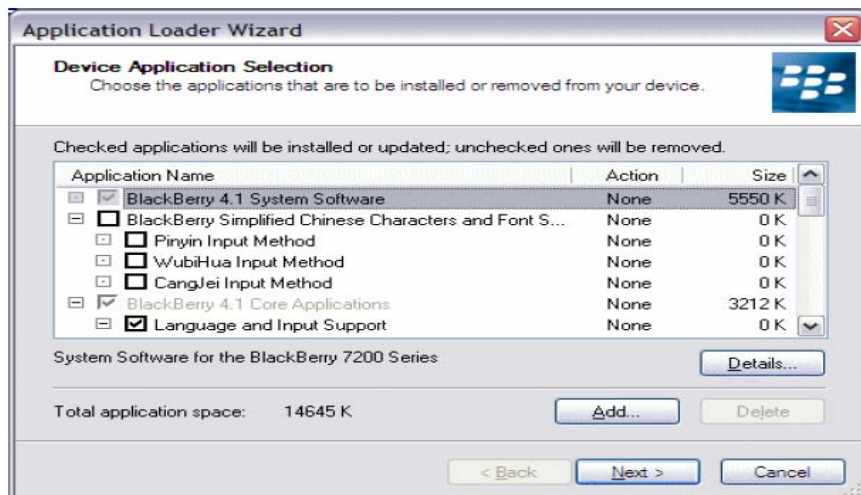 Application Loader Wizard
Device Application Selection
Choose the applications that are to be installed or removed from your device.
Checked applications will be installed or updated; unchecked ones will be removed.
Application Name Action Size
BlackBerry 4.1 System Software None 5550 K
BlackBerry Simplified Chinese Characters and Font S... None 0 K
Pinyin Input Method None 0 K
WubiHua Input Method None 0 K
CangJei Input Method None 0 K
BlackBerry 4.1 Core Applications None 3212 K
Language and Input Support None 0 K
System Software for the BlackBerry 7200 Series
Details...
Total application space: 14645 K
Add...
Delete
< Back
Next >
Cancel